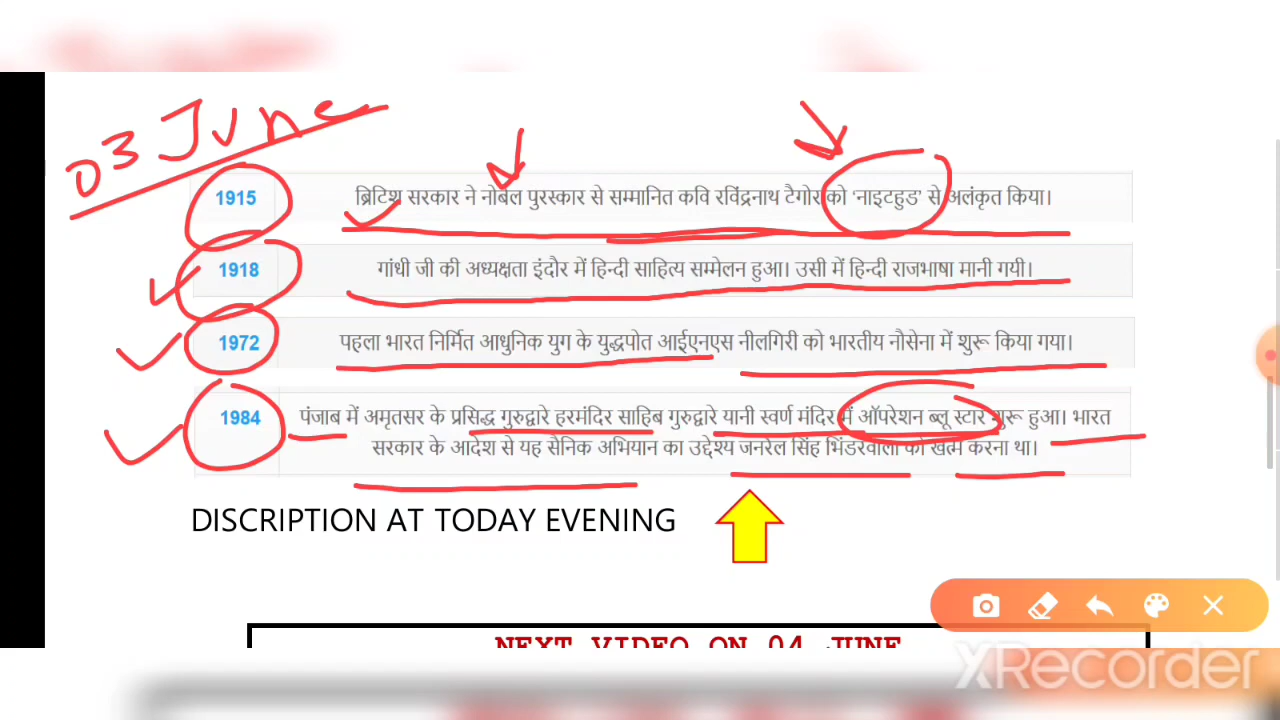 03 June
1915 ब्रिटिश सरकार ने नोबेल पुरस्कार से सम्मानित कवि रविंद्रनाथ टैगोर को ‘नाइटहुड’ से अलंकृत किया।
1918 गांधी जी की अध्यक्षता इंदौर में हिन्दी साहित्य सम्मेलन हुआ। उसी में हिन्दी राजभाषा मानी गयी।
1972 पहला भारत निर्मित आधुनिक युग के युद्धपोत आईएनएस नीलगिरी को भारतीय नौसेना में शुरू किया गया।
1984 पंजाब में अमृतसर के प्रसिद्ध गुरुद्वारे हरमंदिर साहिब गुरुद्वारे यानी स्वर्ण मंदिर में ऑपरेशन ब्लू स्टार शुरू हुआ। भारत
सरकार के आदेश से यह सैनिक अभियान का उद्देश्य जनरेल सिंह भिंडरवाला को खत्म करना था।
DISCRIPTION AT TODAY EVENING
NEXT VIDEO ON 04 JUNE
XRecorder